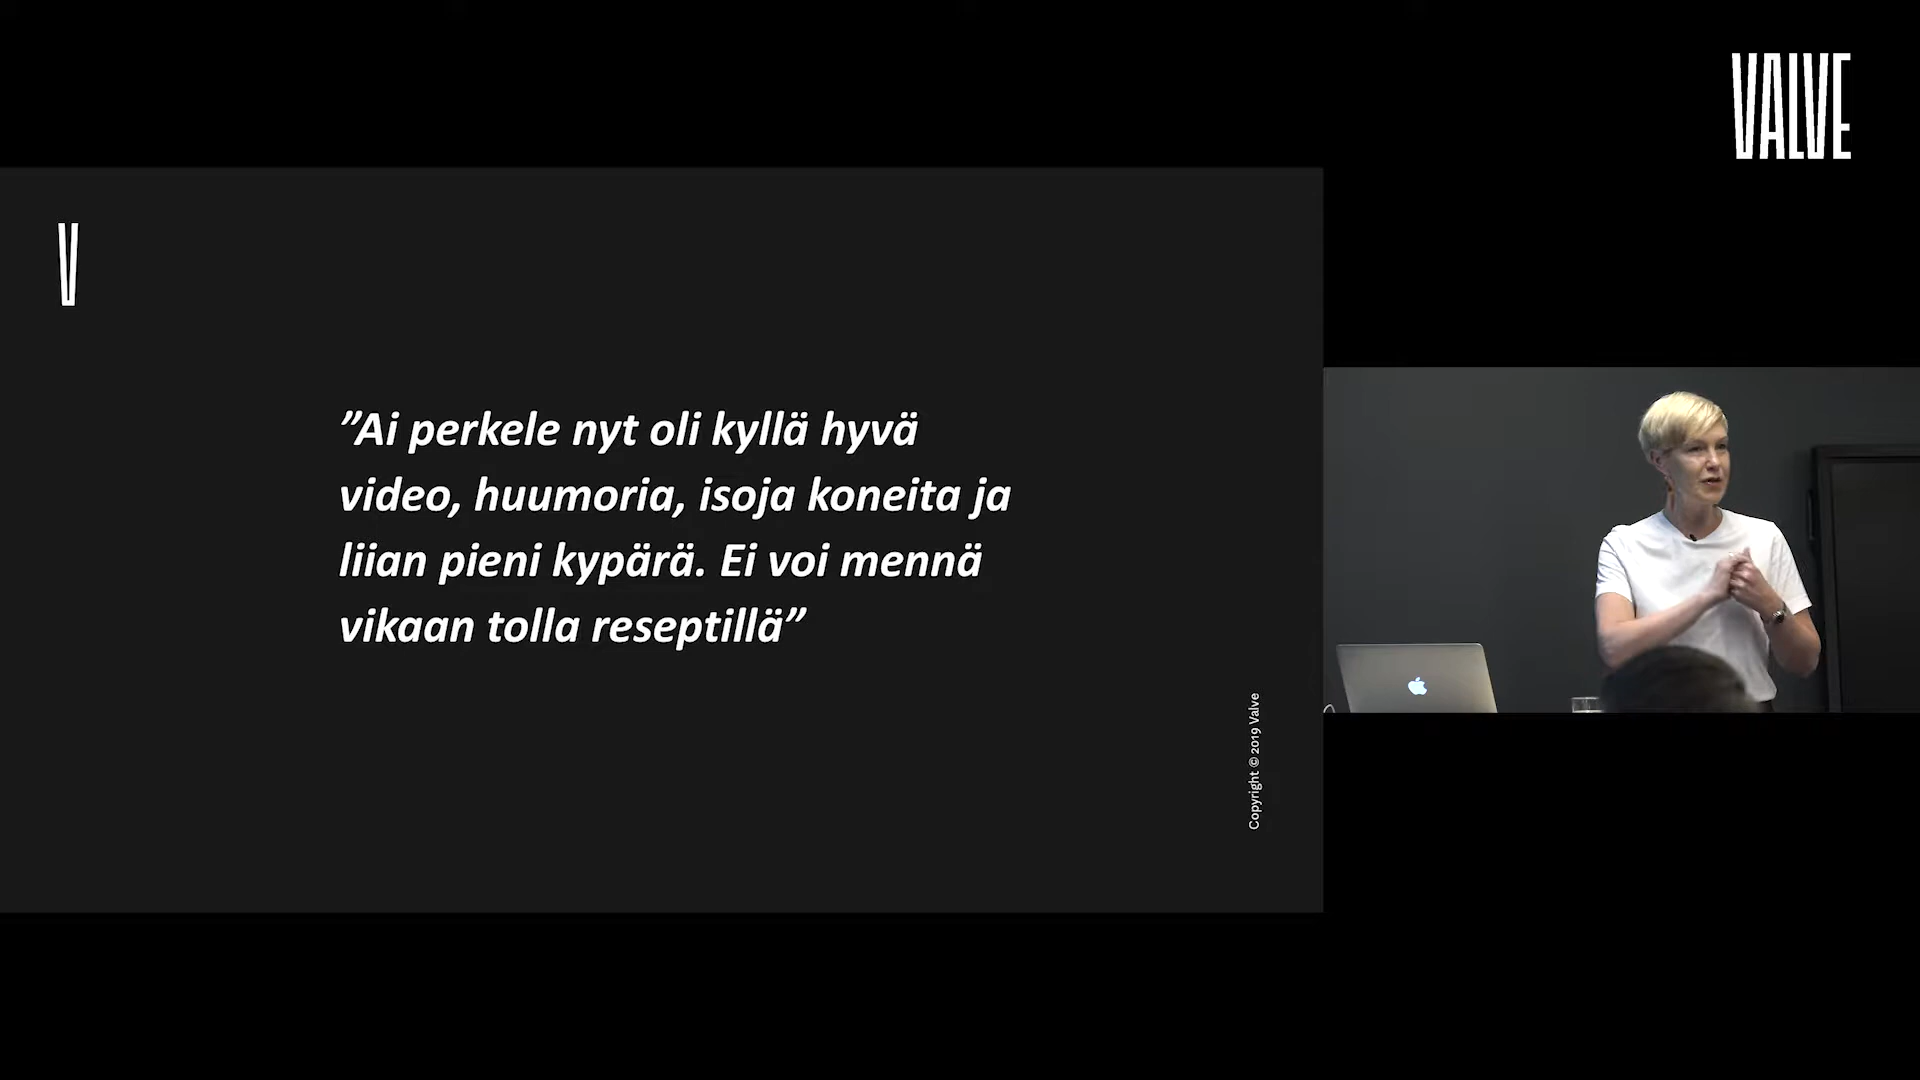 VALVE
V
”Ai perkele nyt oli kyllä hyvä
video, huumoria, isoja koneita ja
liian pieni kypärä. Ei voi mennä
vikaan tolla reseptillä”
Copyright © 2019 Valve